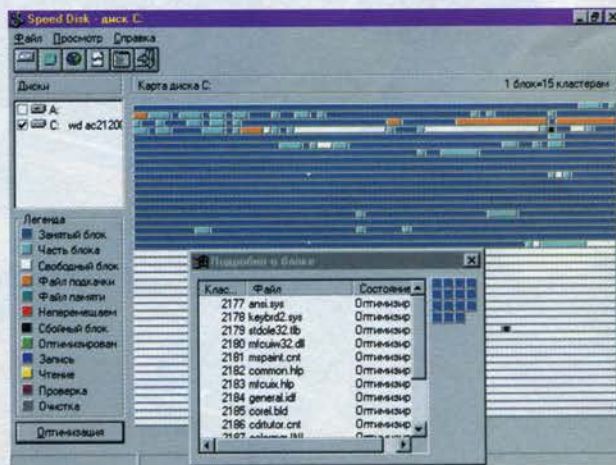 Speed Disk - диск C:
Файл Просмотр Справка
Диски
Карта диска C:
1 блок=15 кластерам
A:
C: wd ac21200
Легенда
Занятый блок
Часть блока
Свободный блок
Файл подкачки
Файл памяти
Неперемещаем
Сбойный блок
Оптимизирован
Запись
Чтение
Проверка
Очистка
Оптимизация
Подробно о блоке
Клас... Файл Состояние
2177 ansi.sys Оптимизир
2178 keybrd2.sys Оптимизир
2179 stdole32.tlb Оптимизир
2180 mfcuiw32.dll Оптимизир
2181 mspaint.cnt Оптимизир
2182 common.hlp Оптимизир
2183 mfcuix.hlp Оптимизир
2184 general.idf Оптимизир
2185 corel.bld Оптимизир
2186 cdrtutor.cnt Оптимизир
2187